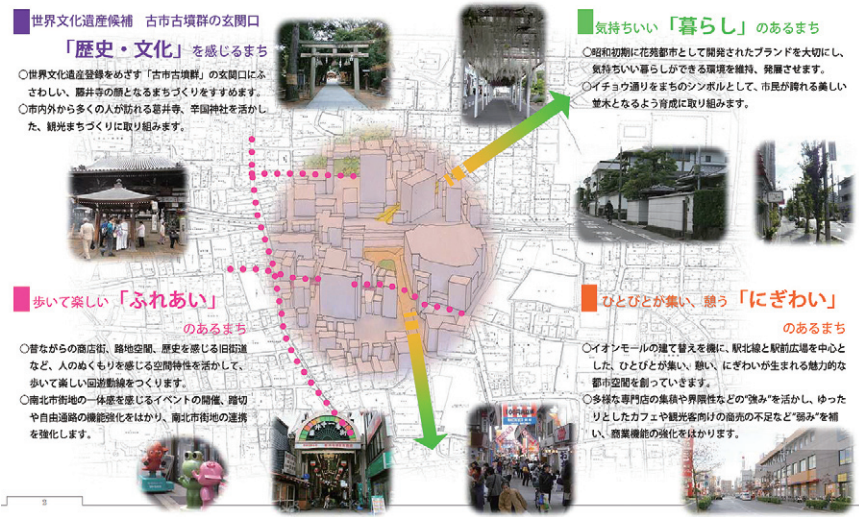 世界文化遺産候補　古市古墳群の玄関口
「歴史・文化」を感じるまち
○世界文化遺産登録をめざす「古市古墳群」の玄関口にふ
さわしい、藤井寺の顔となるまちづくりをすすめます。
○市内外から多くの人が訪れる葛井寺、辛国神社を活かし
た、観光まちづくりに取り組みます。
気持ちいい「暮らし」のあるまち
○昭和初期に花苑都市として開発されたブランドを大切にし、
気持ちいい暮らしができる環境を維持、発展させます。
○イチョウ通りをまちのシンボルとして、市民が誇れる美しい
並木となるよう育成に取り組みます。
歩いて楽しい「ふれあい」
のあるまち
○昔ながらの商店街、路地空間、歴史を感じる旧街道
など、人のぬくもりを感じる空間特性を活かして、
歩いて楽しい回遊動線をつくります。
○南北市街地の一体感を感じるイベントの開催、踏切
や自由通路の機能強化をはかり、南北市街地の連携
を強化します。
ひとびとが集い、憩う「にぎわい」
のあるまち
○イオンモールの建て替えを機に、駅北線と駅前広場を中心と
した、ひとびとが集い、憩い、にぎわいが生まれる魅力的な
都市空間を創っていきます。
○多様な専門店の集積や界隈性などの"強み"を活かし、ゆった
りとしたカフェや観光客向けの商売の不足など"弱み"を補
い、商業機能の強化をはかります。